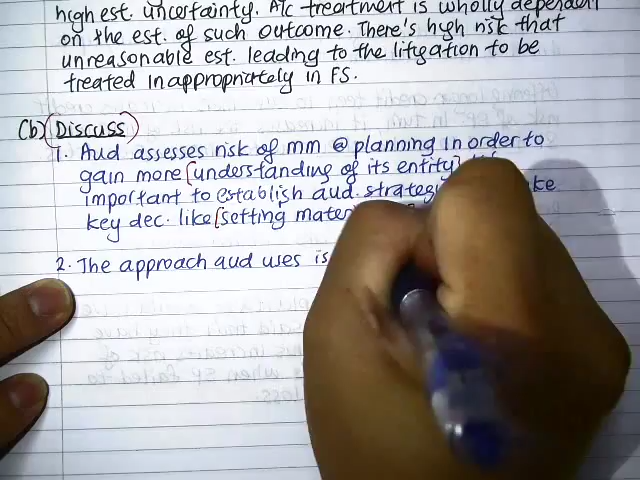 high est. uncertainty. A/c treatment is wholly dependent
on the est. of such outcome. There's high risk that
unreasonable est. leading to the litigation to be
treated inappropriately in FS.
(b) Discuss
1. Aud assesses risk of mm @ planning in order to
gain more [understanding of its entity]
important to establish aud. strategy
key dec. like [setting mater
2. The approach aud uses is